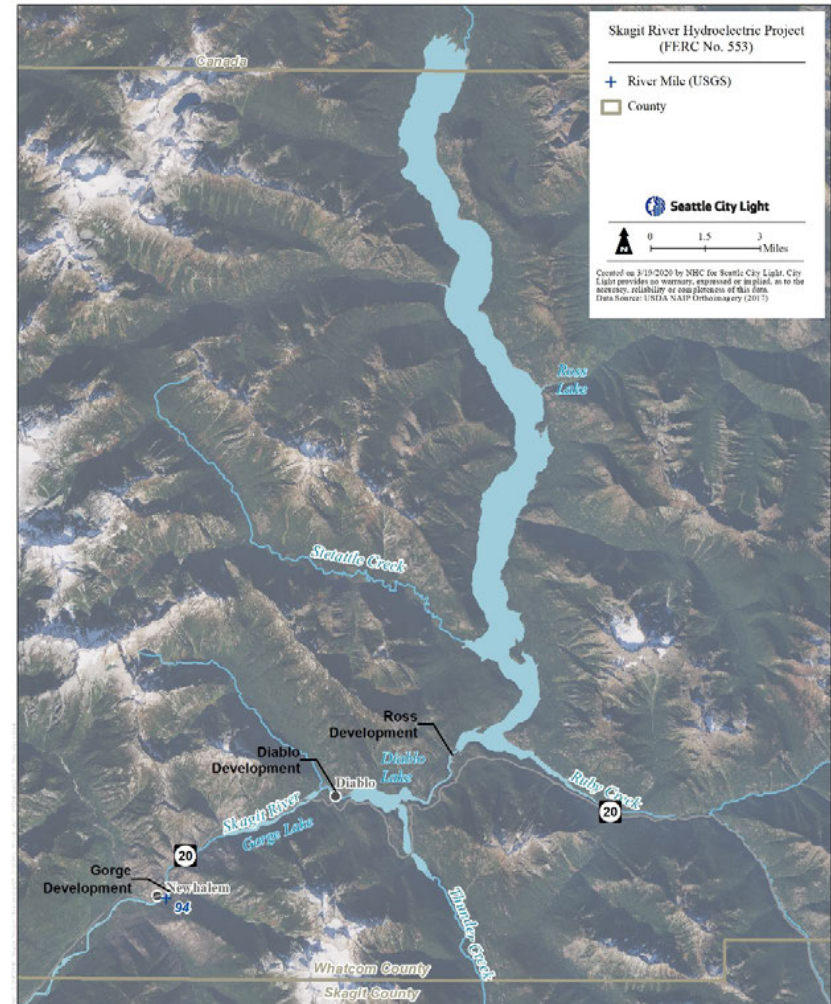 Skagit River Hydroelectric Project
(FERC No. 553)
River Mile (USGS)
County
Seattle City Light
N
0 1.5 3
Miles
Created on 3/19/2020 by NHC for Seattle City Light. City
Light provides no warranty, expressed or implied, as to the
accuracy, reliability or completeness of this data.
Data Source: USDA NAIP Orthoimagery (2017)
Canada
Ross
Lake
Stetattle Creek
Ross
Development
Diablo
Development
Diablo
Lake
Diablo
Ruby Creek
20
Skagit River
Gorge Lake
20
Gorge
Development
Newhalem
94
Thunder Creek
Whatcom County
Skagit County